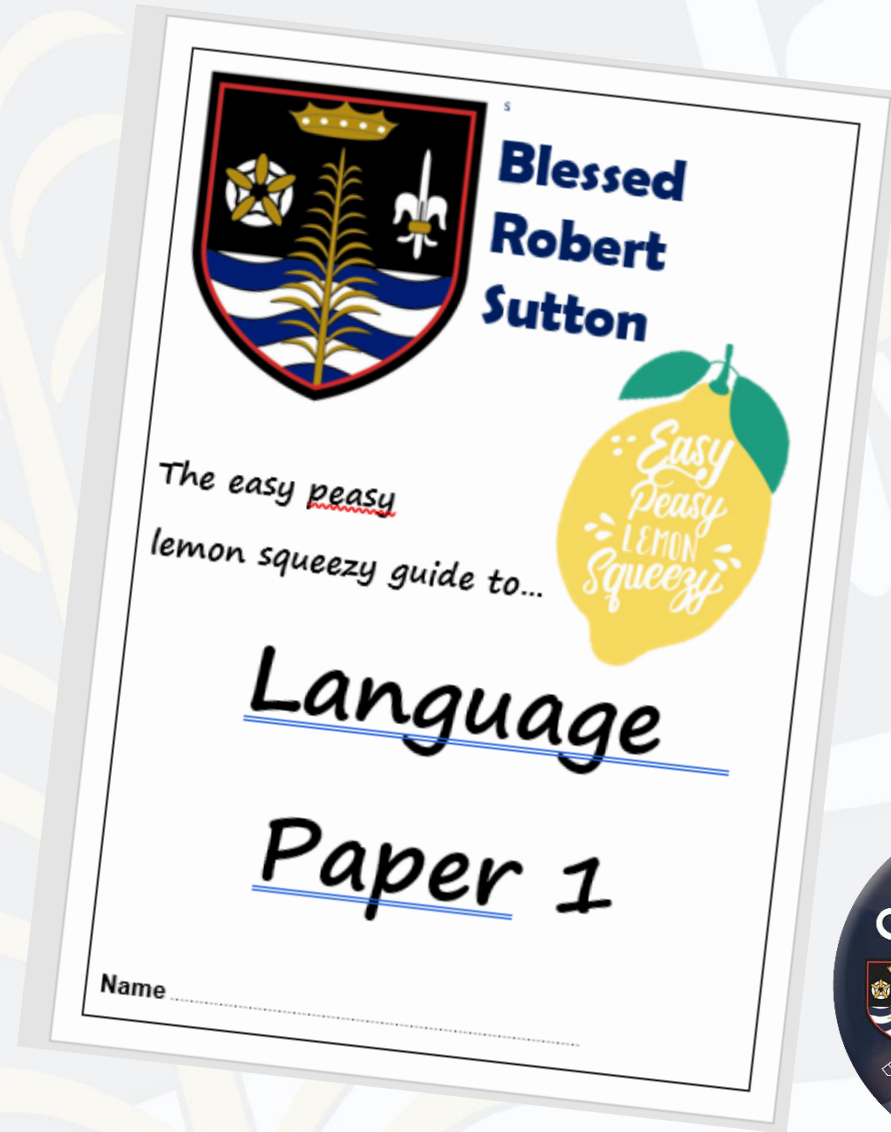 s
Blessed
Robert
Sutton
Easy
Peasy
LEMON
Squeezy
The easy peasy
lemon squeezy guide to...
Language
Paper 1
Name